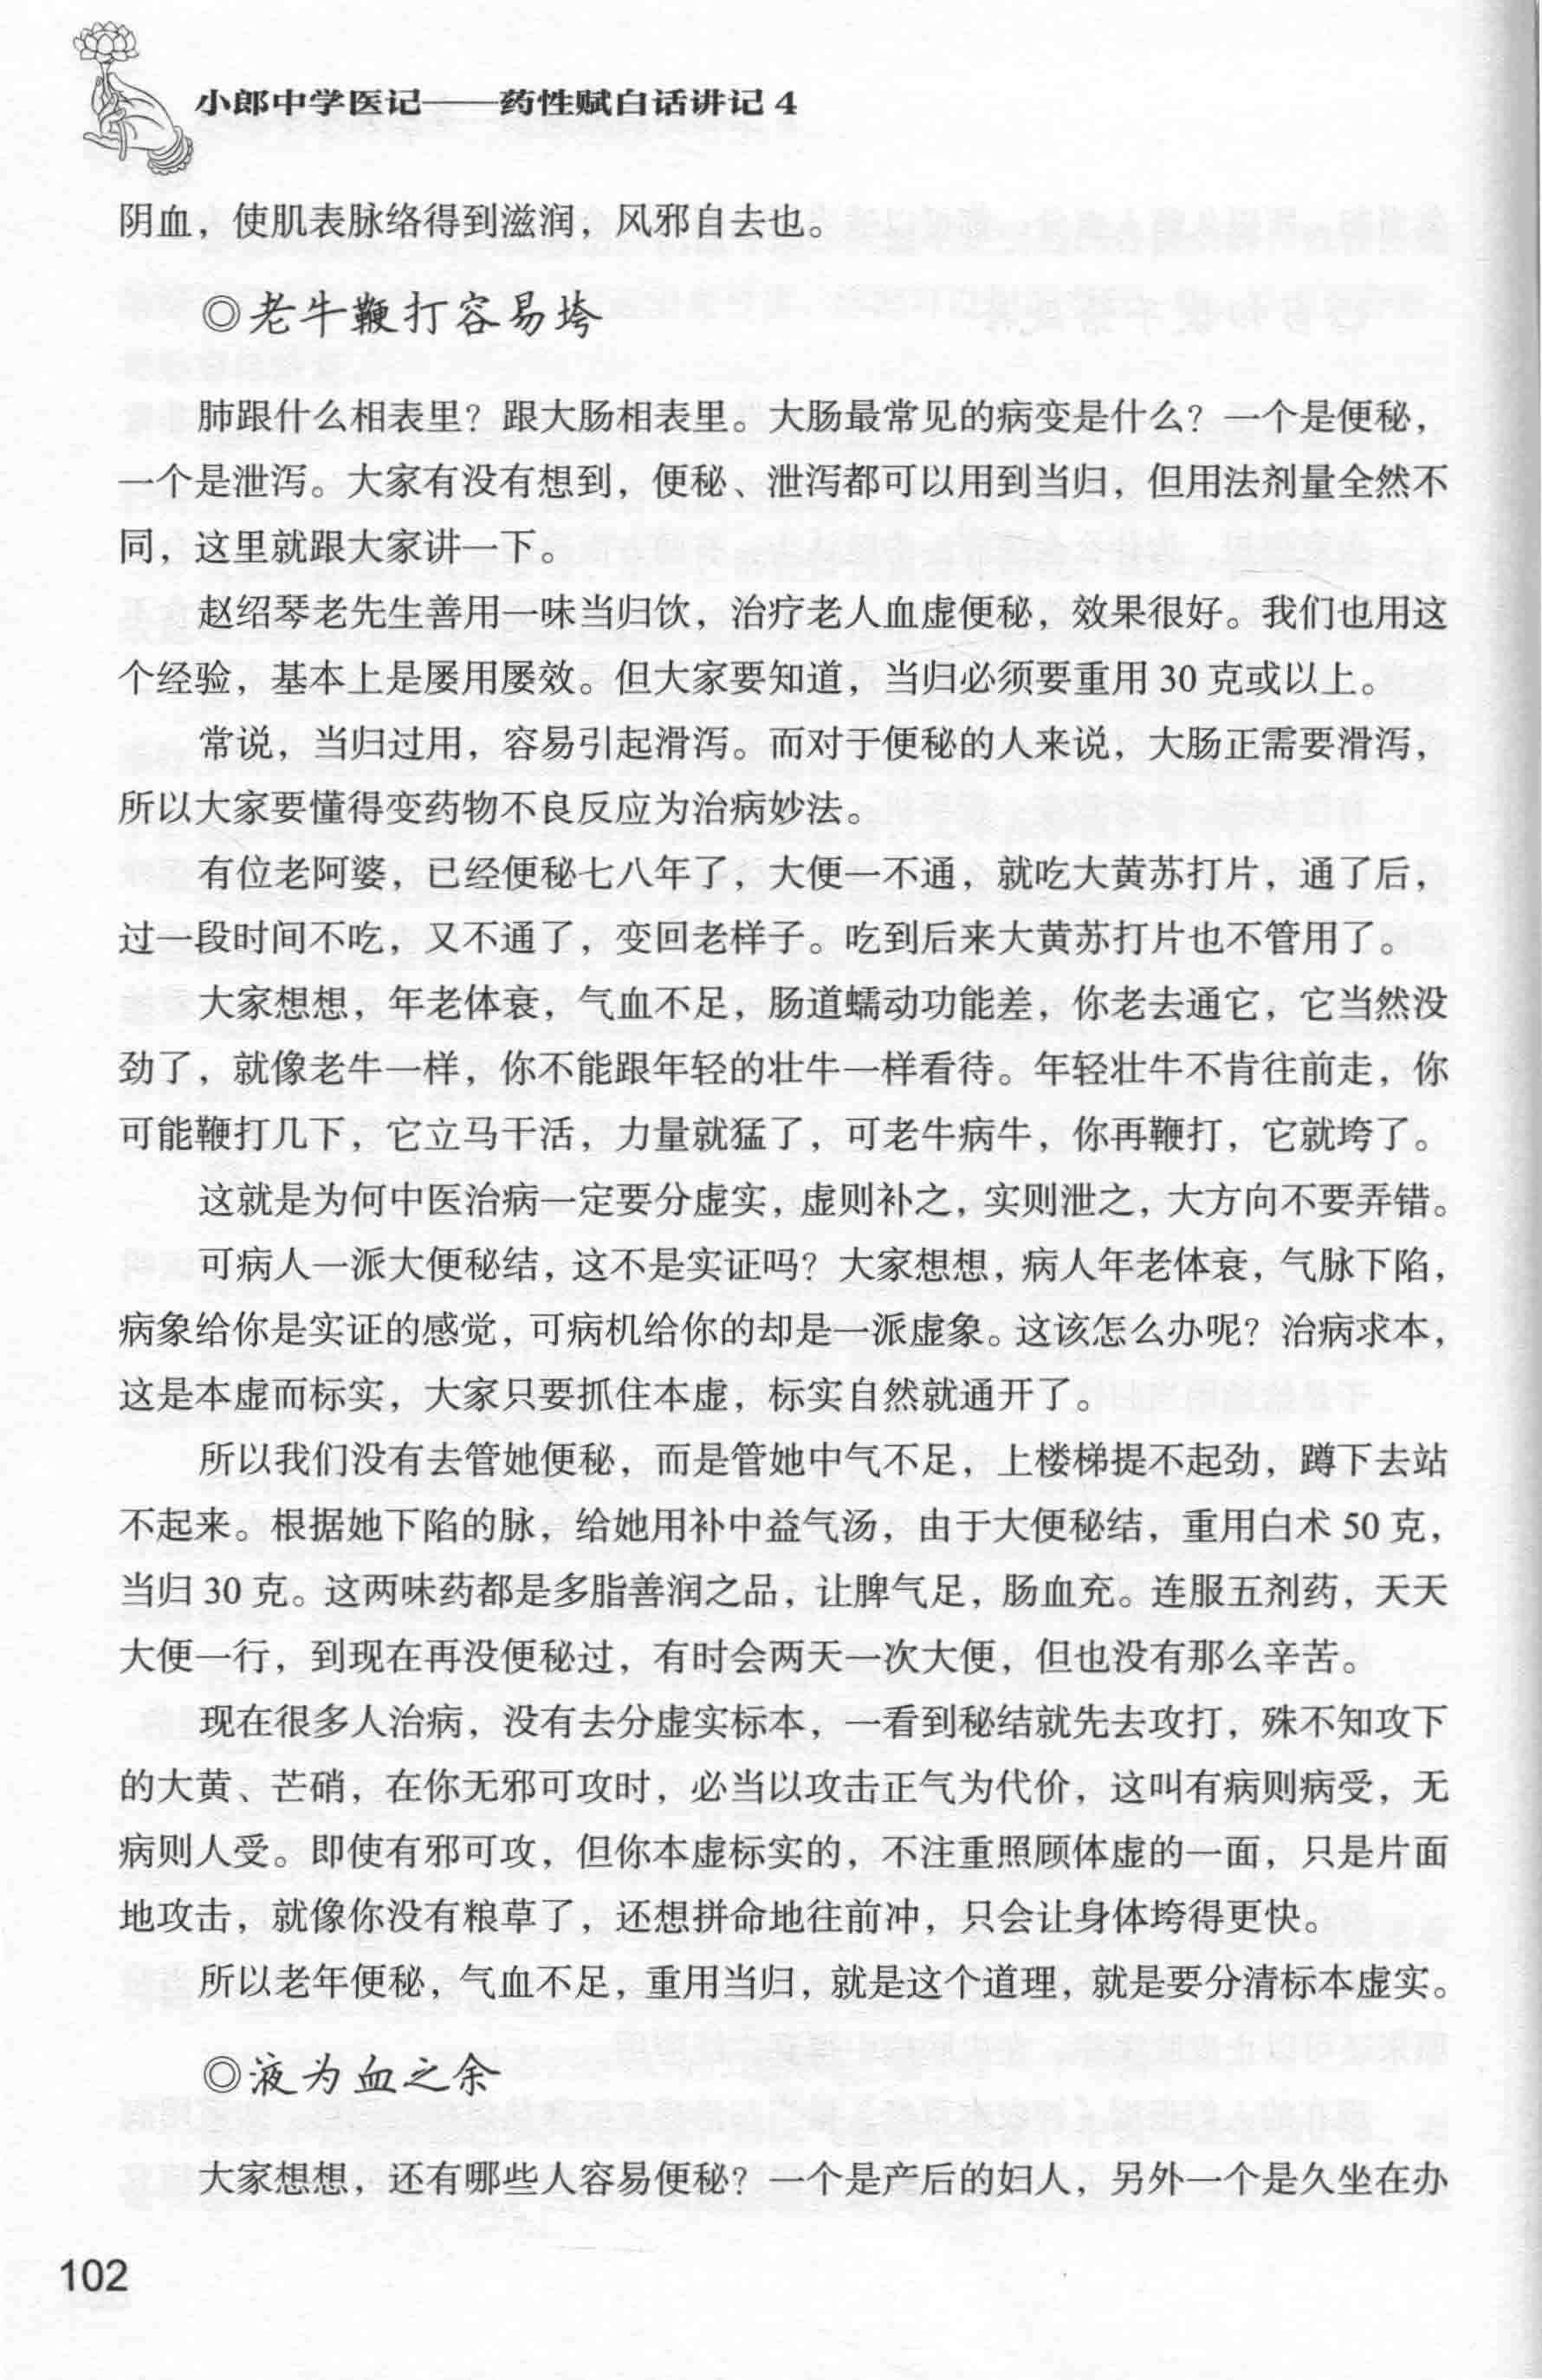 小郎中学医记——药性赋白话讲记4
阴血，使肌表脉络得到滋润，风邪自去也。
◎老牛鞭打容易垮
肺跟什么相表里？跟大肠相表里。大肠最常见的病变是什么？一个是便秘，
一个是泄泻。大家有没有想到，便秘、泄泻都可以用到当归，但用法剂量全然不
同，这里就跟大家讲一下。
赵绍琴老先生善用一味当归饮，治疗老人血虚便秘，效果很好。我们也用这
个经验，基本上是屡用屡效。但大家要知道，当归必须要重用 30 克或以上。
常说，当归过用，容易引起滑泻。而对于便秘的人来说，大肠正需要滑泻，
所以大家要懂得变药物不良反应为治病妙法。
有位老阿婆，已经便秘七八年了，大便一不通，就吃大黄苏打片，通了后，
过一段时间不吃，又不通了，变回老样子。吃到后来大黄苏打片也不管用了。
大家想想，年老体衰，气血不足，肠道蠕动功能差，你老去通它，它当然没
劲了，就像老牛一样，你不能跟年轻的壮牛一样看待。年轻壮牛不肯往前走，你
可能鞭打几下，它立马干活，力量就猛了，可老牛病牛，你再鞭打，它就垮了。
这就是为何中医治病一定要分虚实，虚则补之，实则泄之，大方向不要弄错。
可病人一派大便秘结，这不是实证吗？大家想想，病人年老体衰，气脉下陷，
病象给你是实证的感觉，可病机给你的却是一派虚象。这该怎么办呢？治病求本，
这是本虚而标实，大家只要抓住本虚，标实自然就通开了。
所以我们没有去管她便秘，而是管她中气不足，上楼梯提不起劲，蹲下去站
不起来。根据她下陷的脉，给她用补中益气汤，由于大便秘结，重用白术 50 克，
当归 30 克。这两味药都是多脂善润之品，让脾气足，肠血充。连服五剂药，天天
大便一行，到现在再没便秘过，有时会两天一次大便，但也没有那么辛苦。
现在很多人治病，没有去分虚实标本，一看到秘结就先去攻打，殊不知攻下
的大黄、芒硝，在你无邪可攻时，必当以攻击正气为代价，这叫有病则病受，无
病则人受。即使有邪可攻，但你本虚标实的，不注重照顾体虚的一面，只是片面
地攻击，就像你没有粮草了，还想拼命地往前冲，只会让身体垮得更快。
所以老年便秘，气血不足，重用当归，就是这个道理，就是要分清标本虚实。
◎液为血之余
大家想想，还有哪些人容易便秘？一个是产后的妇人，另外一个是久坐在办
102